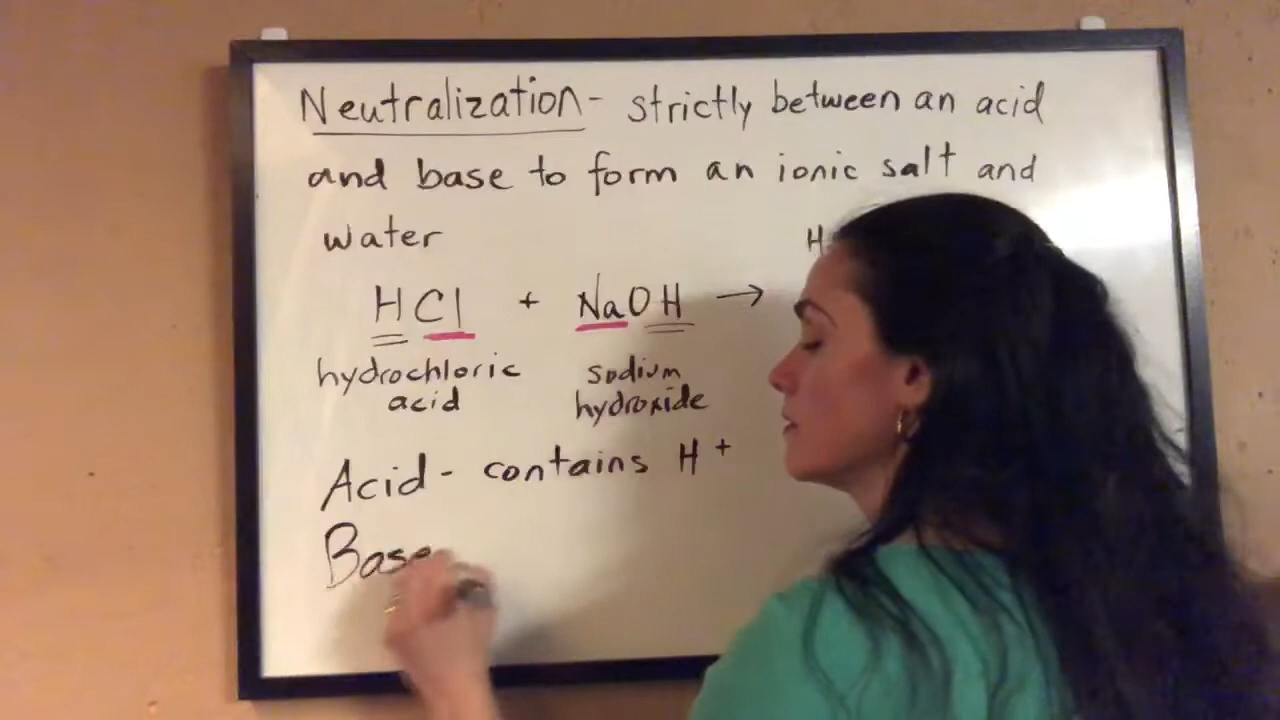 Neutralization - strictly between an acid
and base to form an ionic salt and
water H
HCl + NaOH →
hydrochloric sodium
acid hydroxide
Acid - contains H+
Base